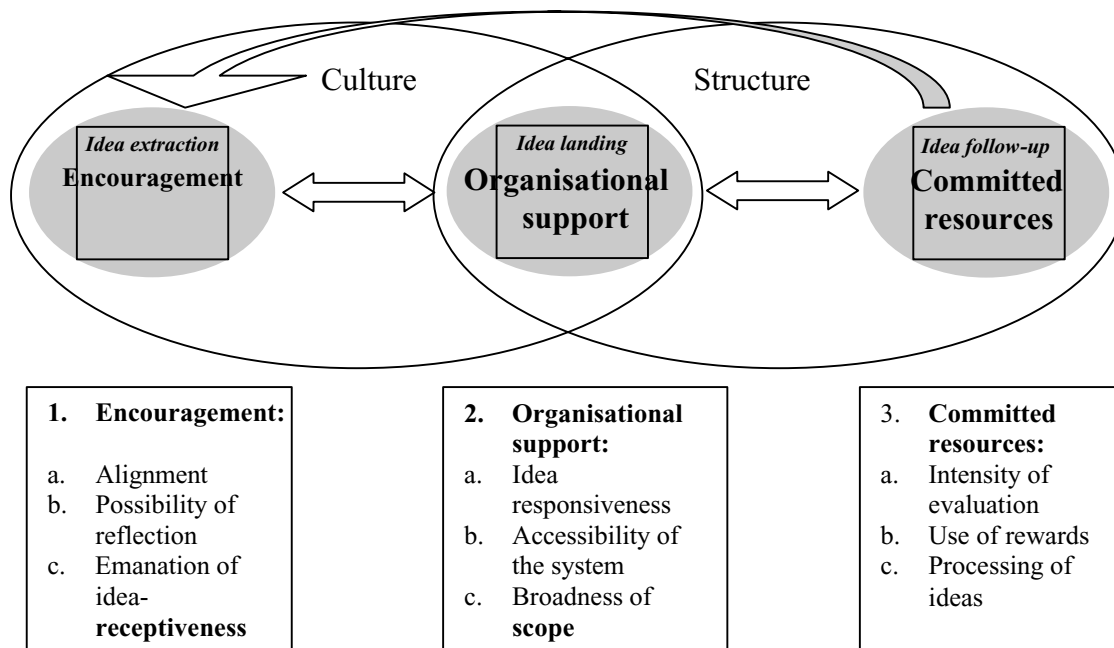 Culture
Structure
Idea extraction
Encouragement
Idea landing
Organisational
support
Idea follow-up
Committed
resources
1. Encouragement:
a. Alignment
b. Possibility of
reflection
c. Emanation of
idea-
receptiveness
2. Organisational
support:
a. Idea
responsiveness
b. Accessibility of
the system
c. Broadness of
scope
3. Committed
resources:
a. Intensity of
evaluation
b. Use of rewards
c. Processing of
ideas